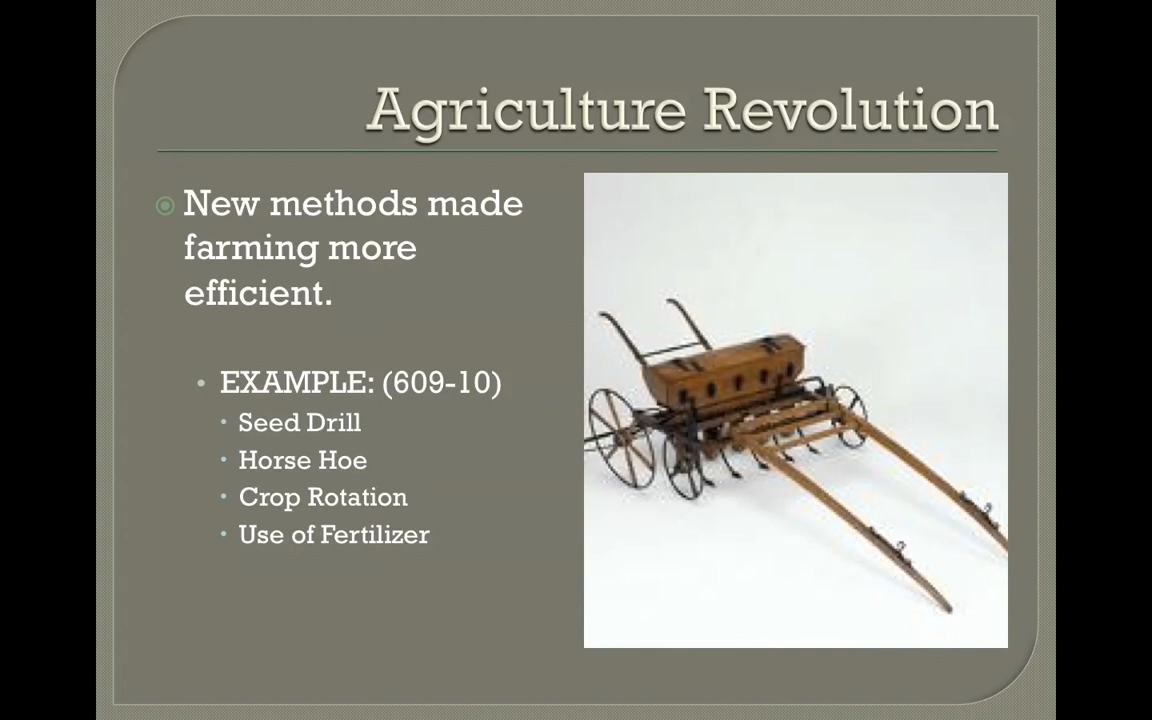 Agriculture Revolution
New methods made
farming more
efficient.
EXAMPLE: (609-10)
Seed Drill
Horse Hoe
Crop Rotation
Use of Fertilizer